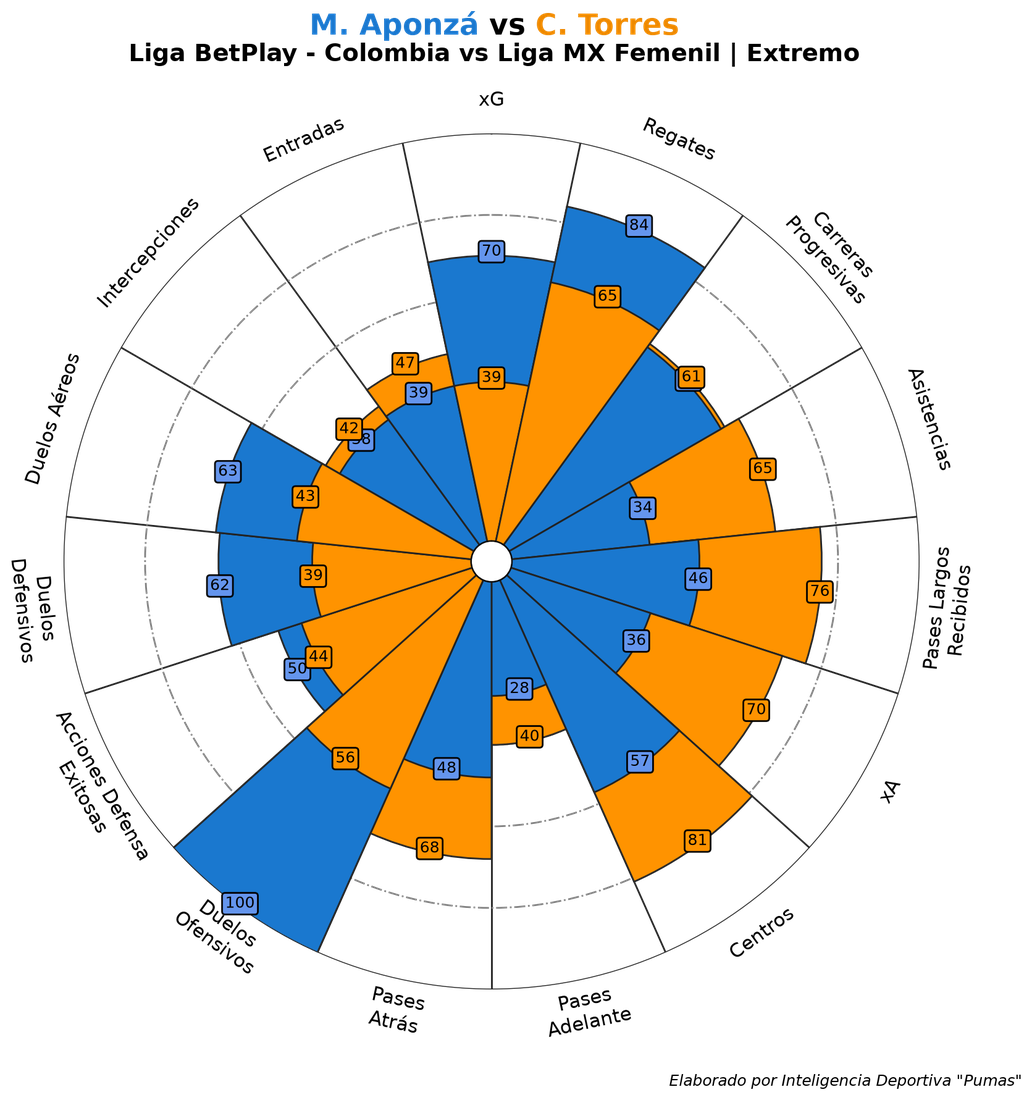 M. Aponzá vs C. Torres
Liga BetPlay - Colombia vs Liga MX Femenil | Extremo
xG
70
39
Regates
84
65
Carreras
Progresivas
61
Asistencias
65
34
Pases Largos
Recibidos
46
76
xA
36
70
Centros
57
81
Pases
Adelante
28
40
Pases
Atrás
48
68
Duelos
Ofensivos
56
100
Acciones Defensa
Exitosas
50
44
Duelos
Defensivos
62
39
Duelos Aéreos
63
43
Intercepciones
42
38
Entradas
47
39
Elaborado por Inteligencia Deportiva "Pumas"